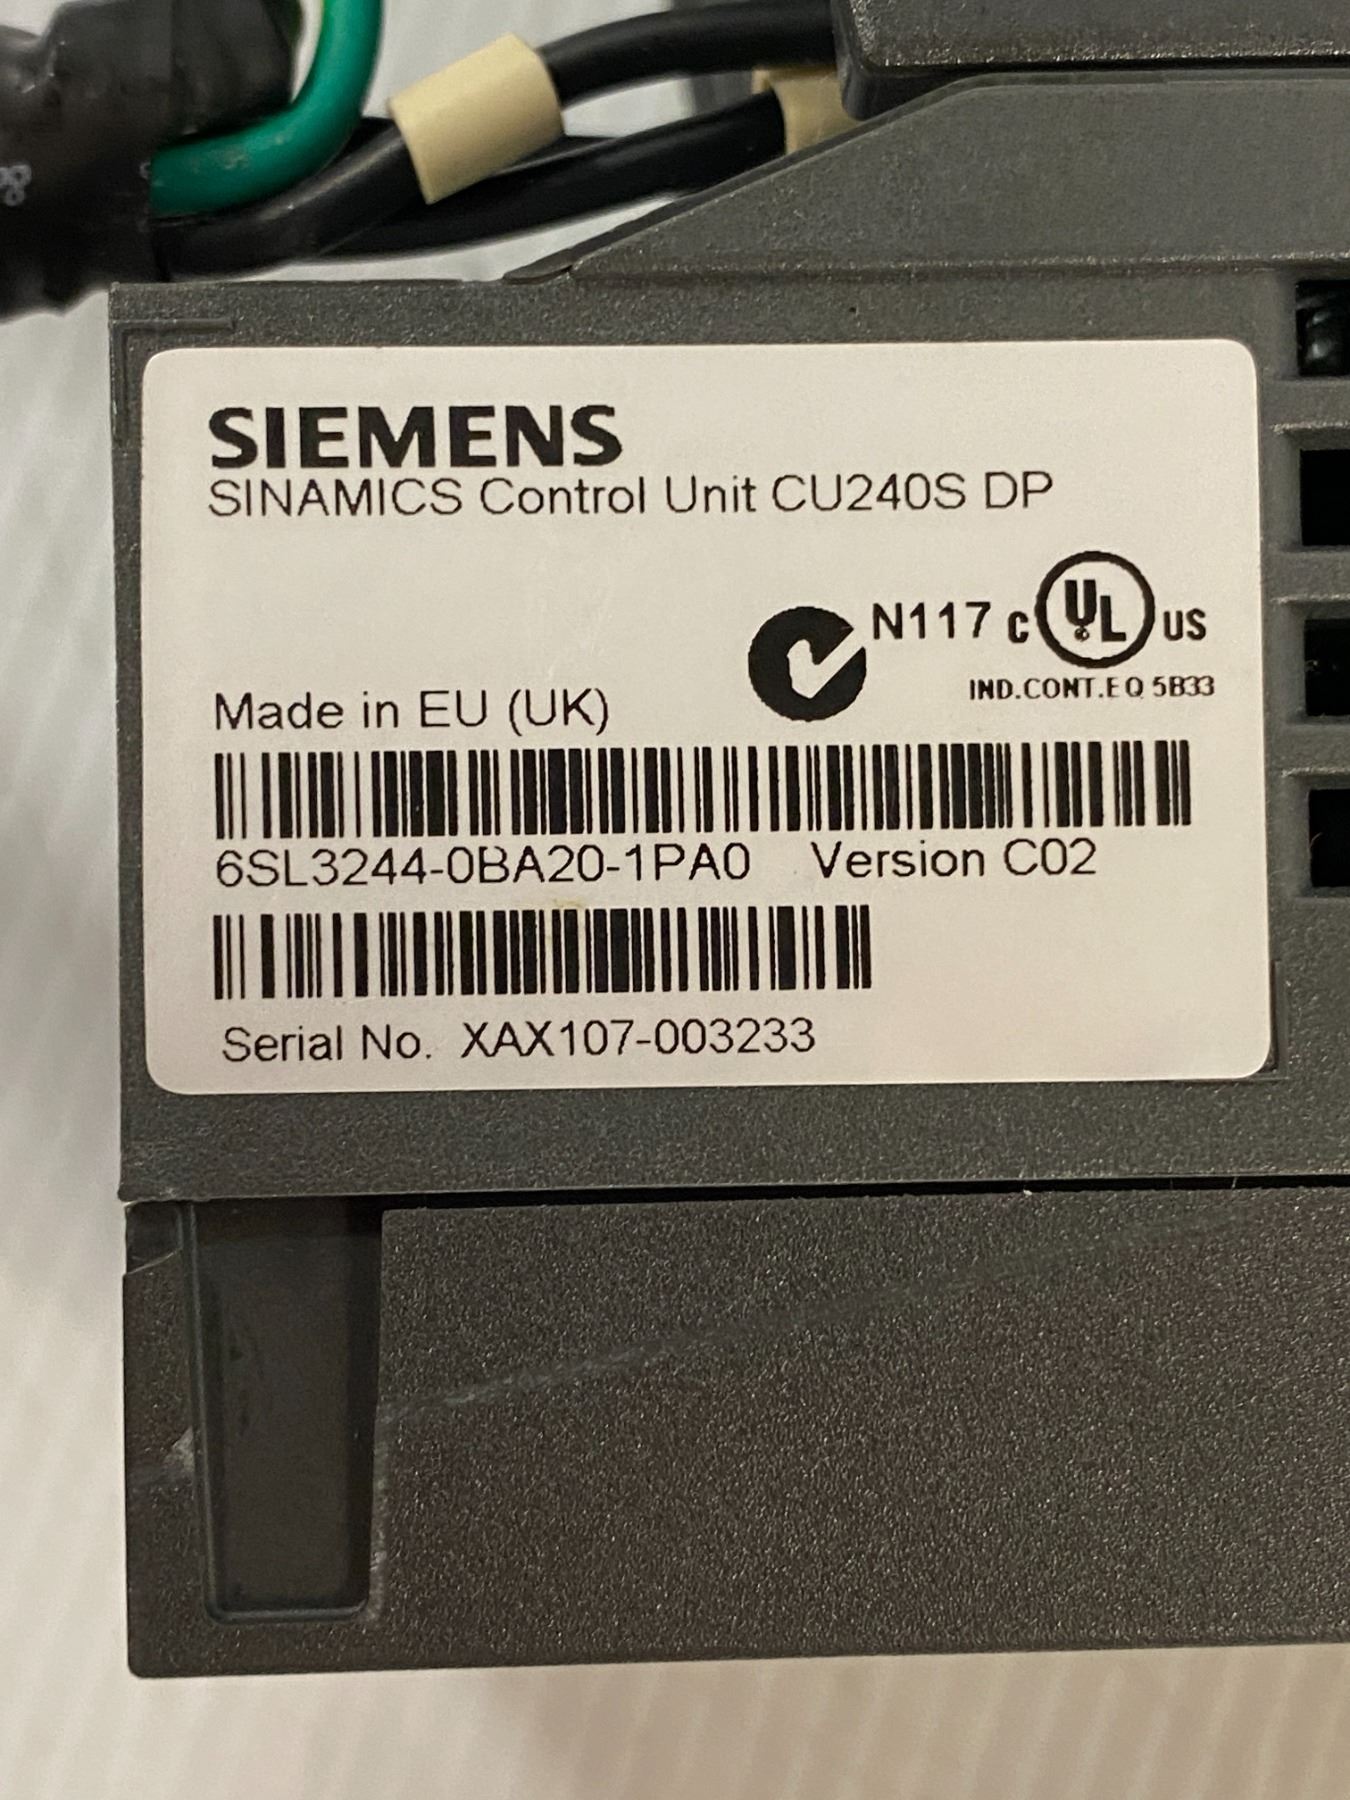 SIEMENS
SINAMICS Control Unit CU240S DP
N117 C UL US
IND.CONT.EQ 5B33
Made in EU (UK)
6SL3244-0BA20-1PA0 Version C02
Serial No. XAX107-003233